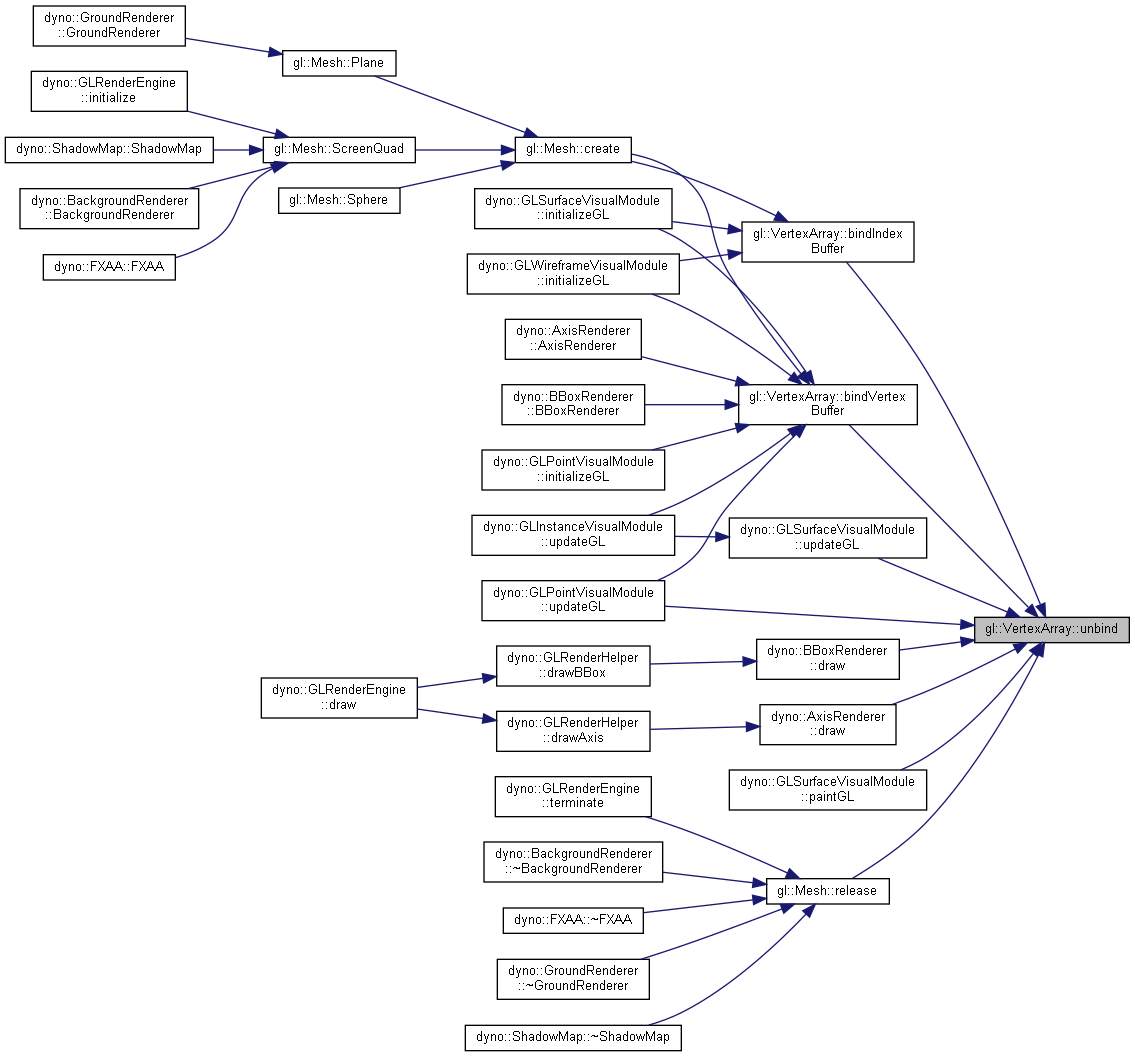 dyno::GroundRenderer
::GroundRenderer
gl::Mesh::Plane
dyno::GLRenderEngine
::initialize
dyno::ShadowMap::ShadowMap
gl::Mesh::ScreenQuad
gl::Mesh::create
dyno::BackgroundRenderer
::BackgroundRenderer
gl::Mesh::Sphere
dyno::GLSurfaceVisualModule
::initializeGL
gl::VertexArray::bindIndex
Buffer
dyno::FXAA::FXAA
dyno::GLWireframeVisualModule
::initializeGL
dyno::AxisRenderer
::AxisRenderer
dyno::BBoxRenderer
::BBoxRenderer
gl::VertexArray::bindVertex
Buffer
dyno::GLPointVisualModule
::initializeGL
dyno::GLInstanceVisualModule
::updateGL
dyno::GLSurfaceVisualModule
::updateGL
dyno::GLPointVisualModule
::updateGL
gl::VertexArray::unbind
dyno::GLRenderHelper
::drawBBox
dyno::BBoxRenderer
::draw
dyno::GLRenderEngine
::draw
dyno::GLRenderHelper
::drawAxis
dyno::AxisRenderer
::draw
dyno::GLRenderEngine
::terminate
dyno::GLSurfaceVisualModule
::paintGL
dyno::BackgroundRenderer
::~BackgroundRenderer
gl::Mesh::release
dyno::FXAA::~FXAA
dyno::GroundRenderer
::~GroundRenderer
dyno::ShadowMap::~ShadowMap